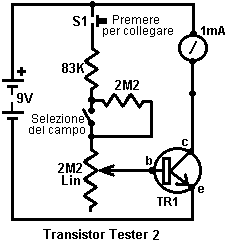 S1
Premere
per collegare
1mA
+
83K
9V
2M2
Selezione
del campo
2M2
Lin
b
c
e
TR1
Transistor Tester 2